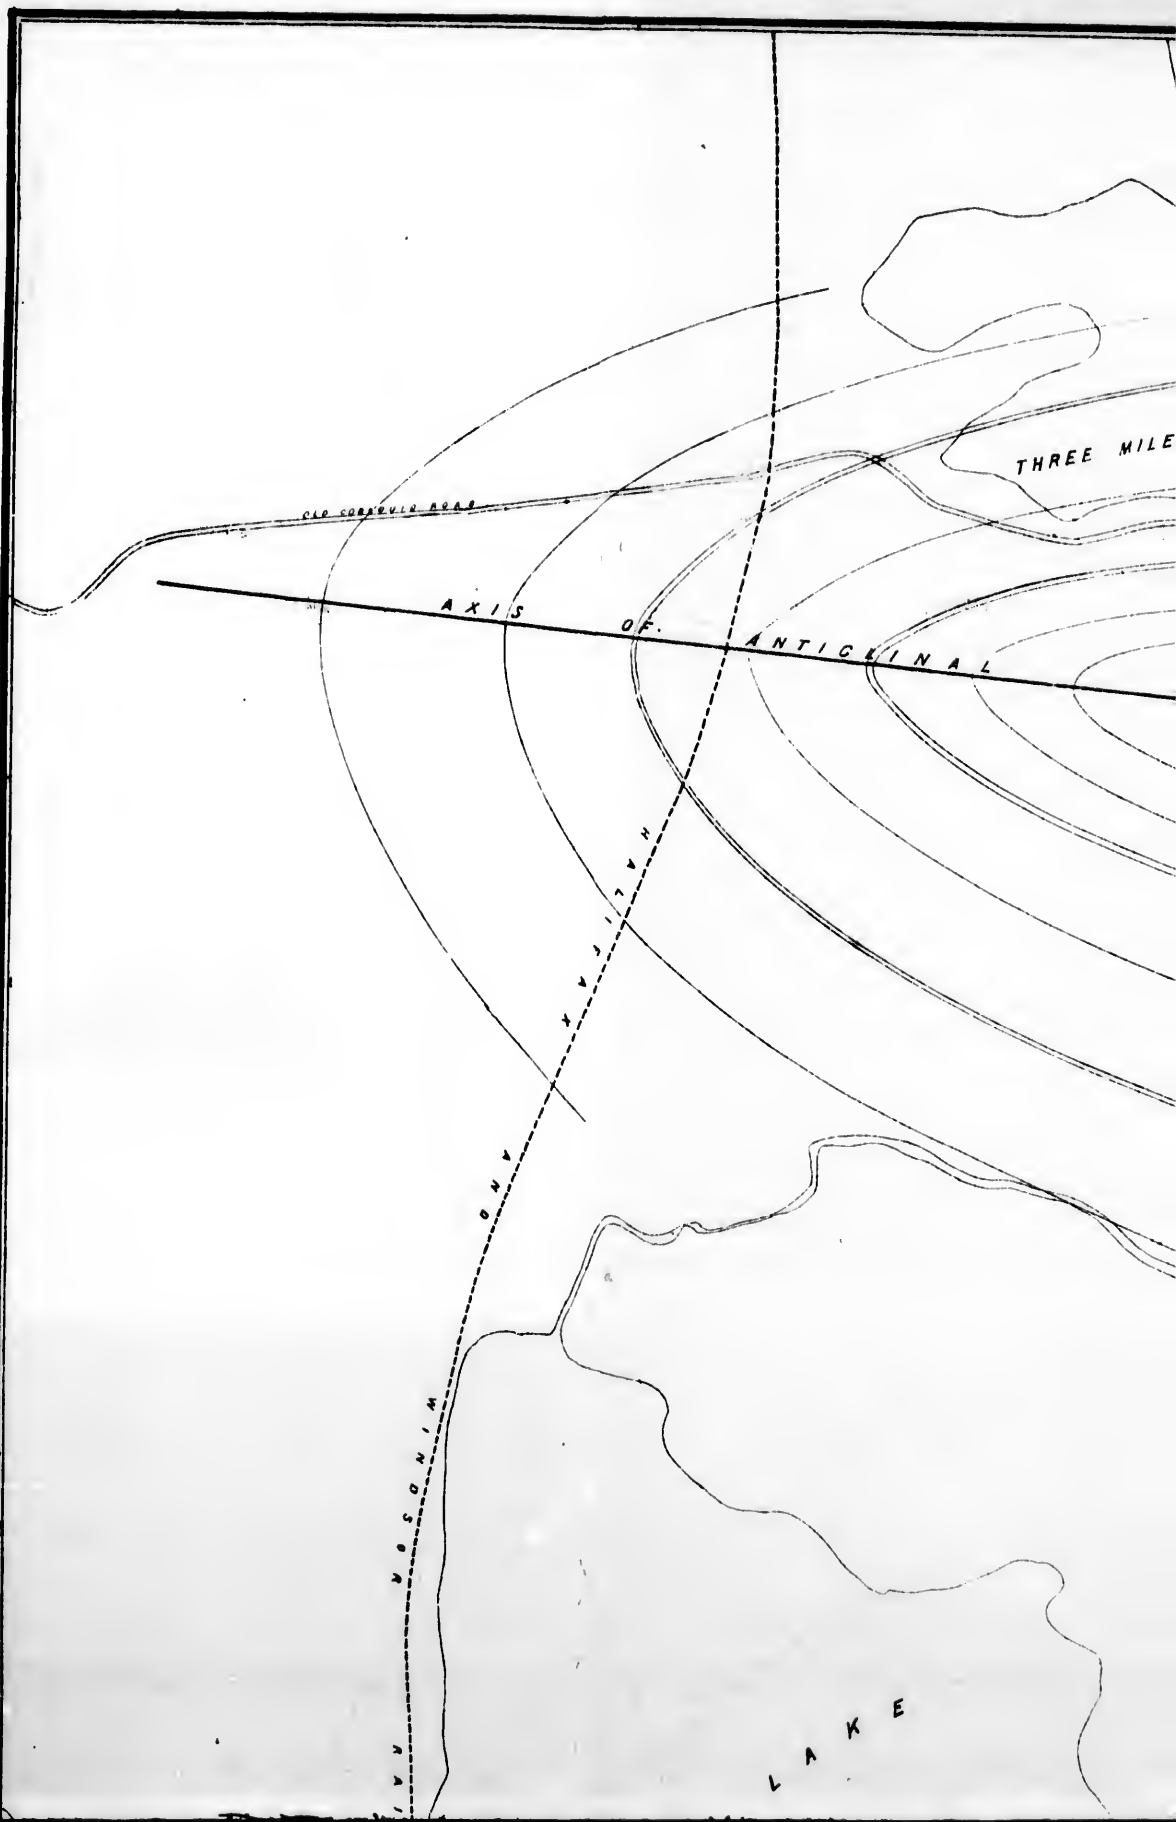 THREE MILE
OLD COBEQUID ROAD
AXIS OF ANTICLINAL
HALIFAX AND WINDSOR RAI
LAKE